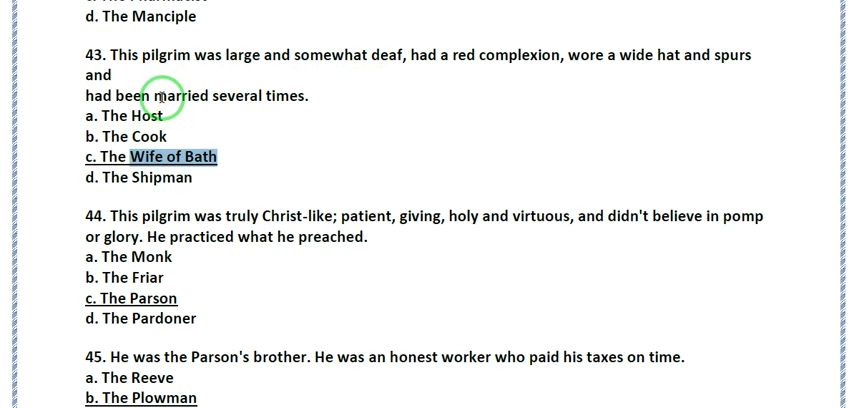 d. The Manciple
43. This pilgrim was large and somewhat deaf, had a red complexion, wore a wide hat and spurs
and
had been married several times.
a. The Host
b. The Cook
c. The Wife of Bath
d. The Shipman
44. This pilgrim was truly Christ-like; patient, giving, holy and virtuous, and didn't believe in pomp
or glory. He practiced what he preached.
a. The Monk
b. The Friar
c. The Parson
d. The Pardoner
45. He was the Parson's brother. He was an honest worker who paid his taxes on time.
a. The Reeve
b. The Plowman